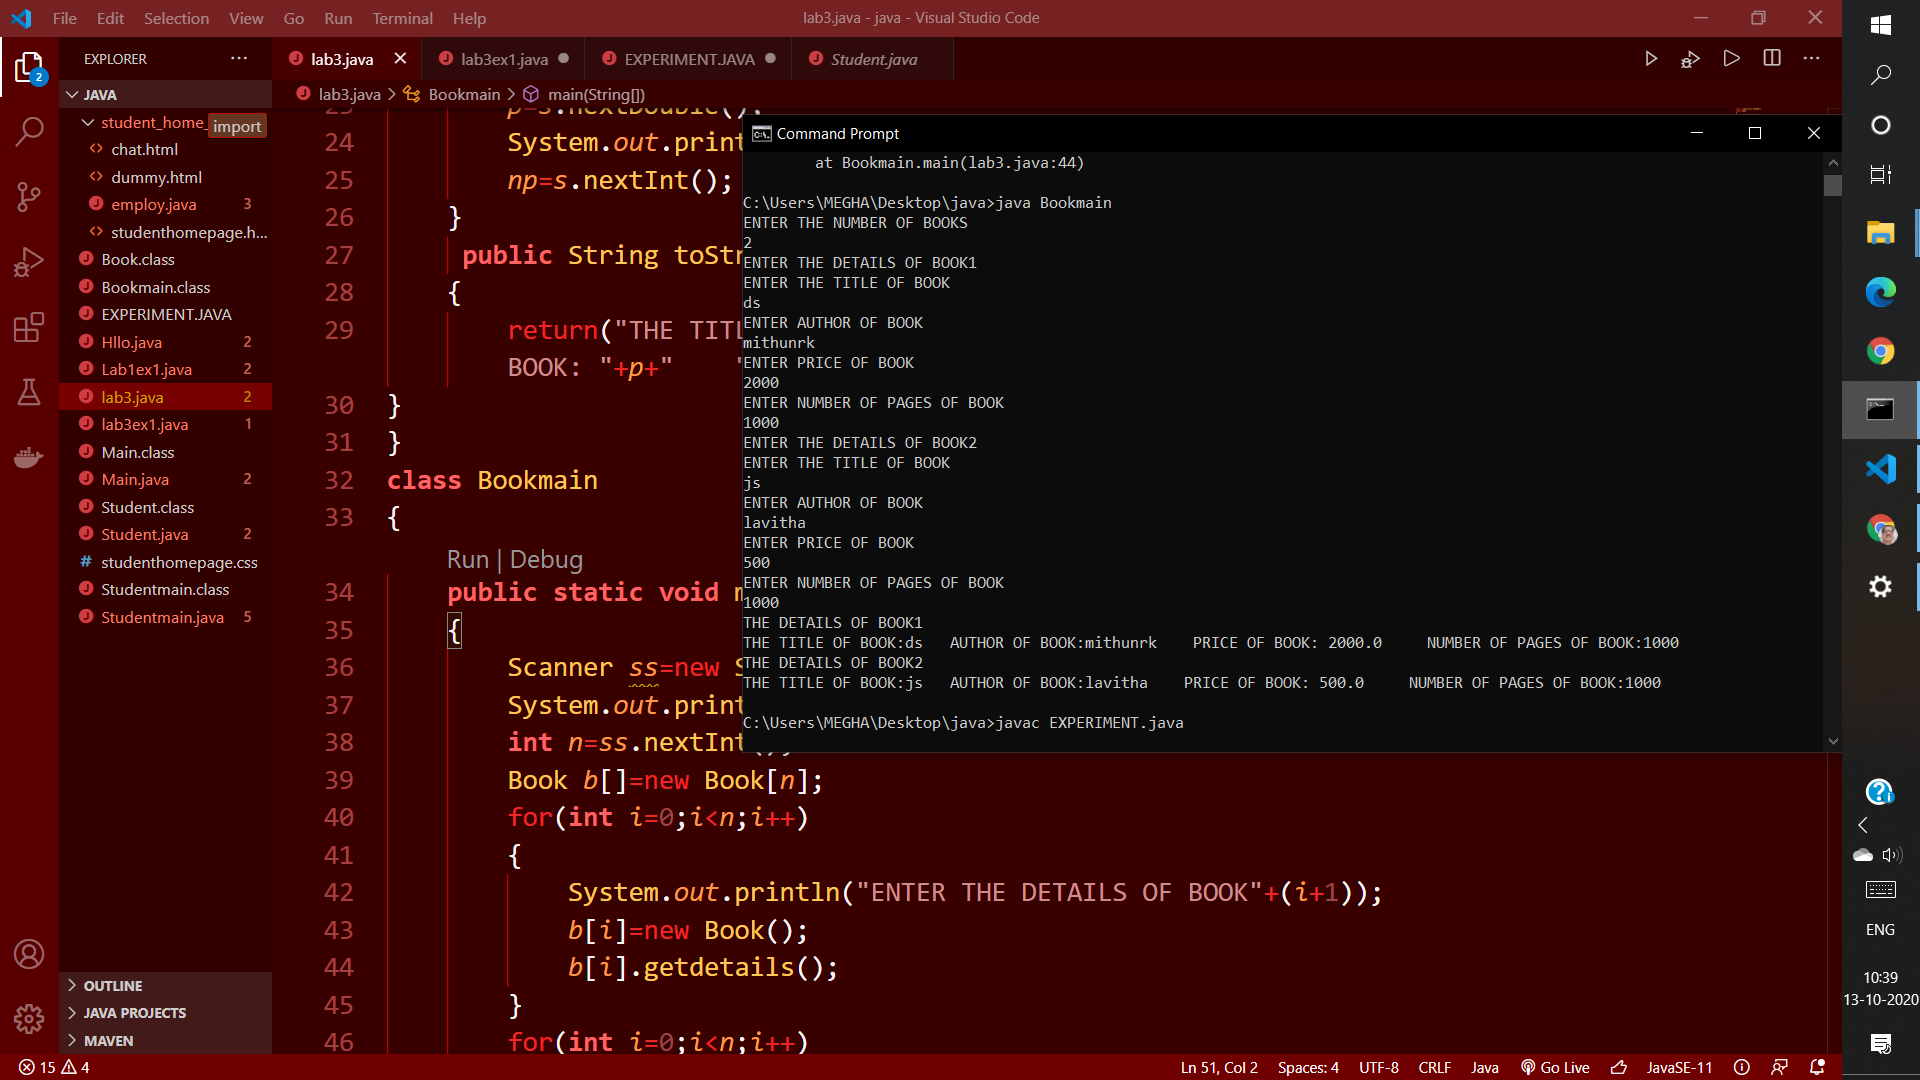 File Edit Selection View Go Run Terminal Help
lab3.java - java - Visual Studio Code
EXPLORER
lab3.java
lab3ex1.java
EXPERIMENT.JAVA
Student.java
lab3.java > Bookmain > main(String[])
2
JAVA
student_home_
import
chat.html
dummy.html
employ.java 3
studenthomepage.h...
Book.class
Bookmain.class
EXPERIMENT.JAVA
Hllo.java 2
Lab1ex1.java 2
lab3.java 2
lab3ex1.java 1
Main.class
Main.java 2
Student.class
Student.java 2
studenthomepage.css
Studentmain.class
Studentmain.java 5
OUTLINE
JAVA PROJECTS
MAVEN
23 p=s.nextDouble();
24 System.out.print
25 np=s.nextInt();
26 }
27 public String toStr
28 {
29 return("THE TITL
BOOK: "+p+" "
30 }
31 }
32 class Bookmain
33 {
Run | Debug
34 public static void m
35 {
36 Scanner ss=new S
37 System.out.print
38 int n=ss.nextInt();
39 Book b[]=new Book[n];
40 for(int i=0;i<n;i++)
41 {
42 System.out.println("ENTER THE DETAILS OF BOOK"+(i+1));
43 b[i]=new Book();
44 b[i].getdetails();
45 }
46 for(int i=0;i<n;i++)
Command Prompt
at Bookmain.main(lab3.java:44)
C:\Users\MEGHA\Desktop\java>java Bookmain
ENTER THE NUMBER OF BOOKS
2
ENTER THE DETAILS OF BOOK1
ENTER THE TITLE OF BOOK
ds
ENTER AUTHOR OF BOOK
mithunrk
ENTER PRICE OF BOOK
2000
ENTER NUMBER OF PAGES OF BOOK
1000
ENTER THE DETAILS OF BOOK2
ENTER THE TITLE OF BOOK
js
ENTER AUTHOR OF BOOK
lavitha
ENTER PRICE OF BOOK
500
ENTER NUMBER OF PAGES OF BOOK
1000
THE DETAILS OF BOOK1
THE TITLE OF BOOK:ds AUTHOR OF BOOK:mithunrk PRICE OF BOOK: 2000.0 NUMBER OF PAGES OF BOOK:1000
THE DETAILS OF BOOK2
THE TITLE OF BOOK:js AUTHOR OF BOOK:lavitha PRICE OF BOOK: 500.0 NUMBER OF PAGES OF BOOK:1000
C:\Users\MEGHA\Desktop\java>javac EXPERIMENT.java
15 4
Ln 51, Col 2 Spaces: 4 UTF-8 CRLF Java Go Live JavaSE-11
ENG
10:39
13-10-2020